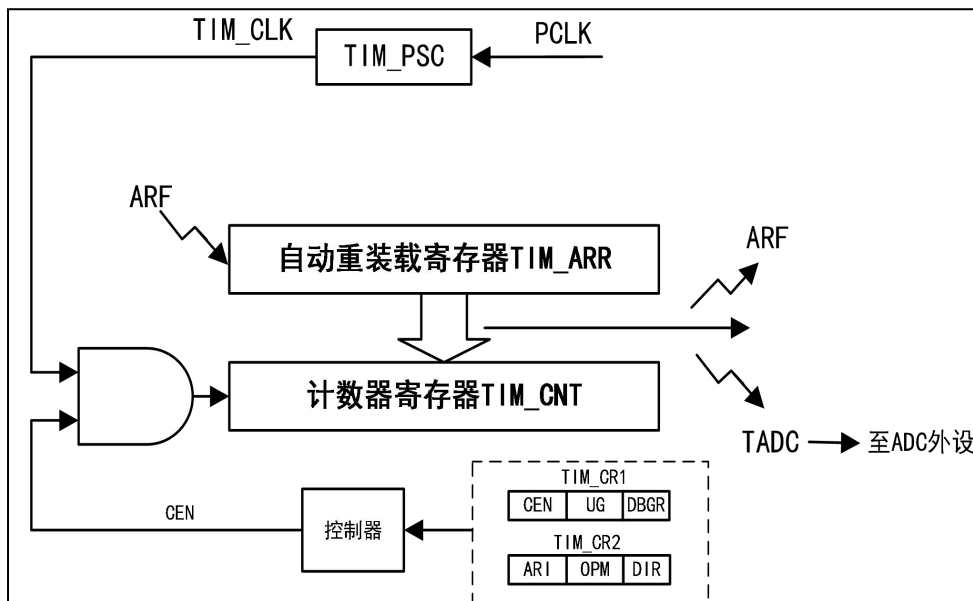 TIM_CLK
TIM_PSC
PCLK
ARF
自动重装载寄存器TIM_ARR
ARF
计数器寄存器TIM_CNT
TADC
至ADC外设
CEN
控制器
TIM_CR1
CEN UG DBGR
TIM_CR2
ARI OPM DIR